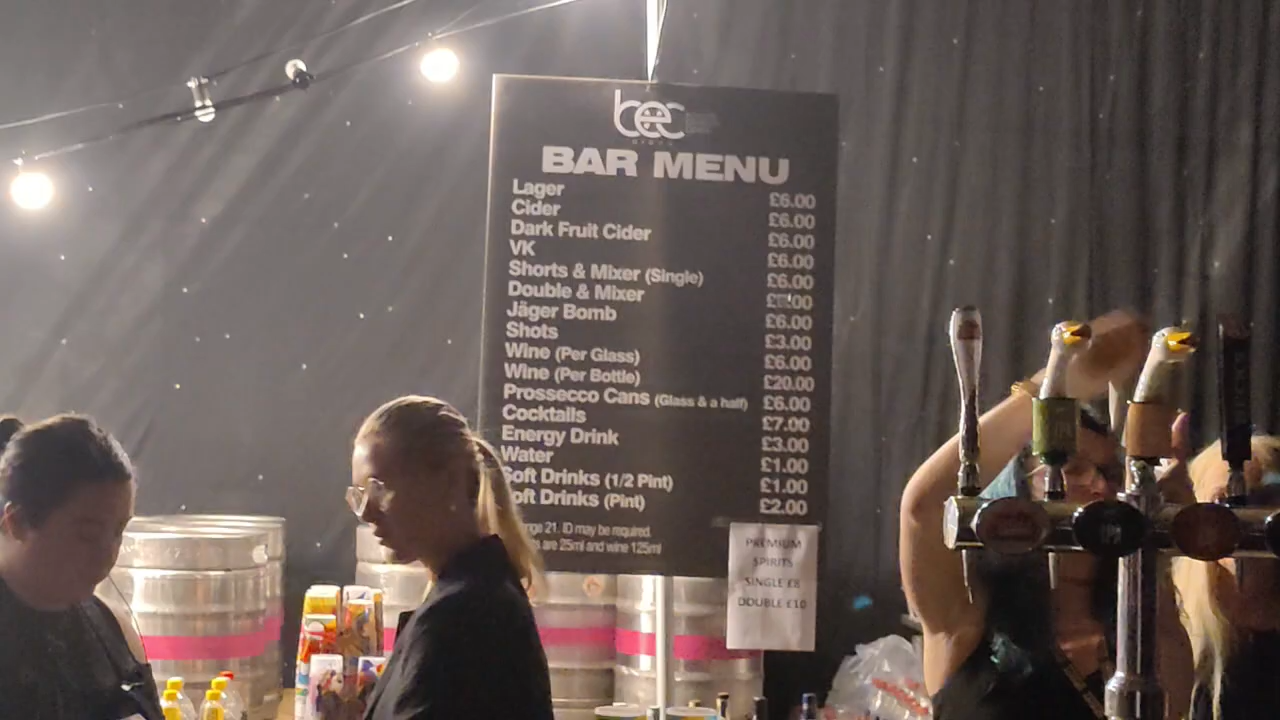 bec
BAR MENU
Lager £6.00
Cider £6.00
Dark Fruit Cider £6.00
VK £6.00
Shorts & Mixer (Single) £6.00
Double & Mixer
Jäger Bomb £6.00
Shots £3.00
Wine (Per Glass) £6.00
Wine (Per Bottle) £20.00
Prossecco Cans (Glass & a half) £6.00
Cocktails £7.00
Energy Drink £3.00
Water £1.00
Soft Drinks (1/2 Pint) £1.00
oft Drinks (Pint) £2.00
21. ID may be required.
are 25ml and wine 125ml
PREMIUM
SPIRITS
SINGLE £8
DOUBLE £10